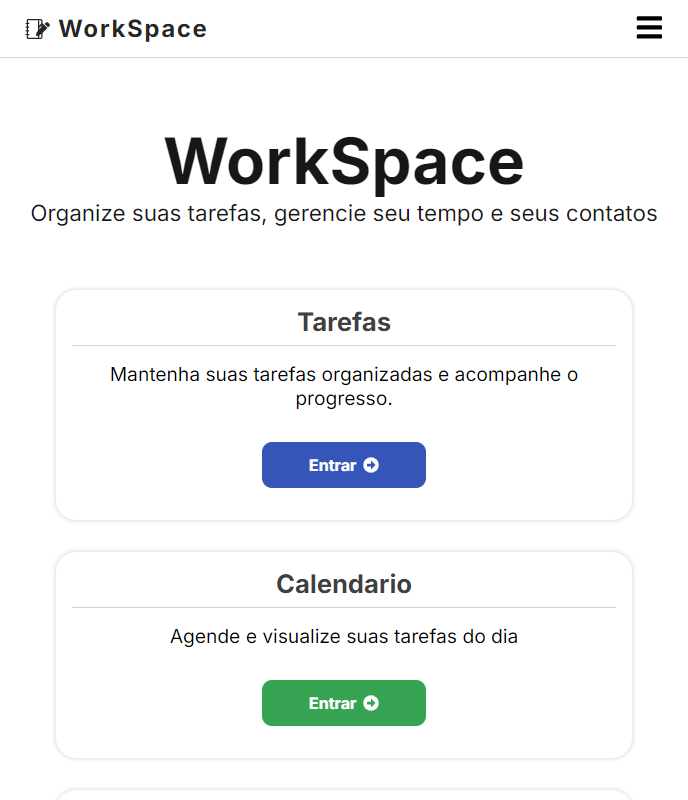 WorkSpace
WorkSpace
Organize suas tarefas, gerencie seu tempo e seus contatos
Tarefas
Mantenha suas tarefas organizadas e acompanhe o
progresso.
Entrar
Calendario
Agende e visualize suas tarefas do dia
Entrar